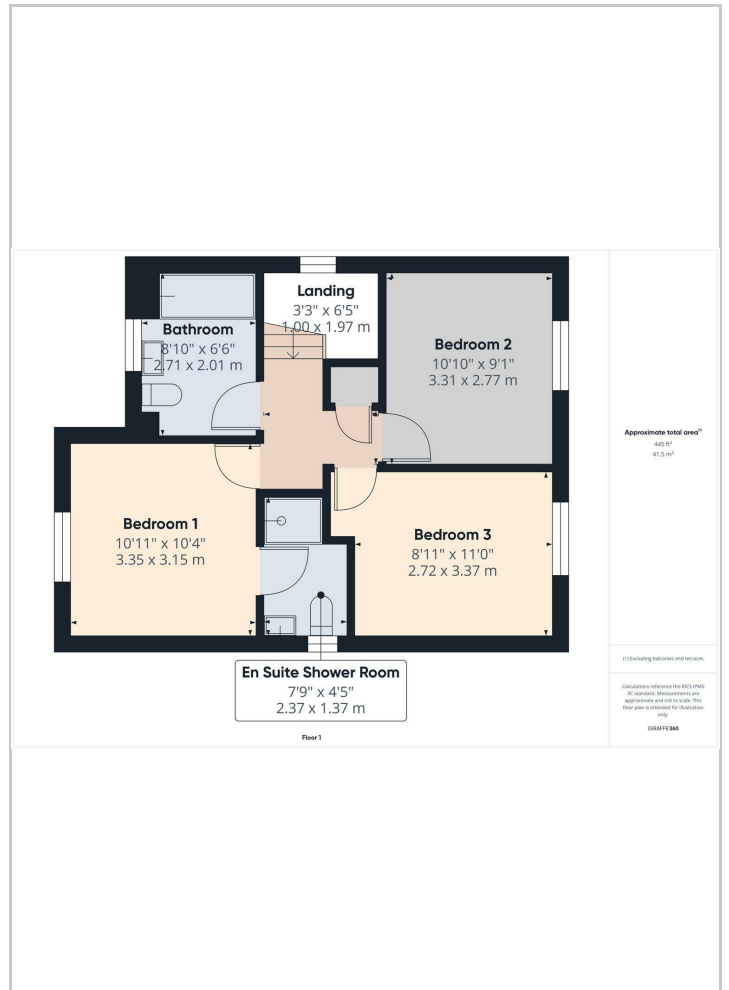 Landing
3'3" x 6'5"
1.00 x 1.97 m
Bathroom
8'10" x 6'6"
2.71 x 2.01 m
Bedroom 2
10'10" x 9'1"
3.31 x 2.77 m
Bedroom 1
10'11" x 10'4"
3.35 x 3.15 m
Bedroom 3
8'11" x 11'0"
2.72 x 3.37 m
En Suite Shower Room
7'9" x 4'5"
2.37 x 1.37 m
Floor 1
Approximate total area(1)
445 ft²
41.5 m²
(1) Excluding balconies and terraces
Calculations reference the RICS IPMS
3C standard. Measurements are
approximate and not to scale. This
floor plan is intended for illustration
only.
GIRAFFE360